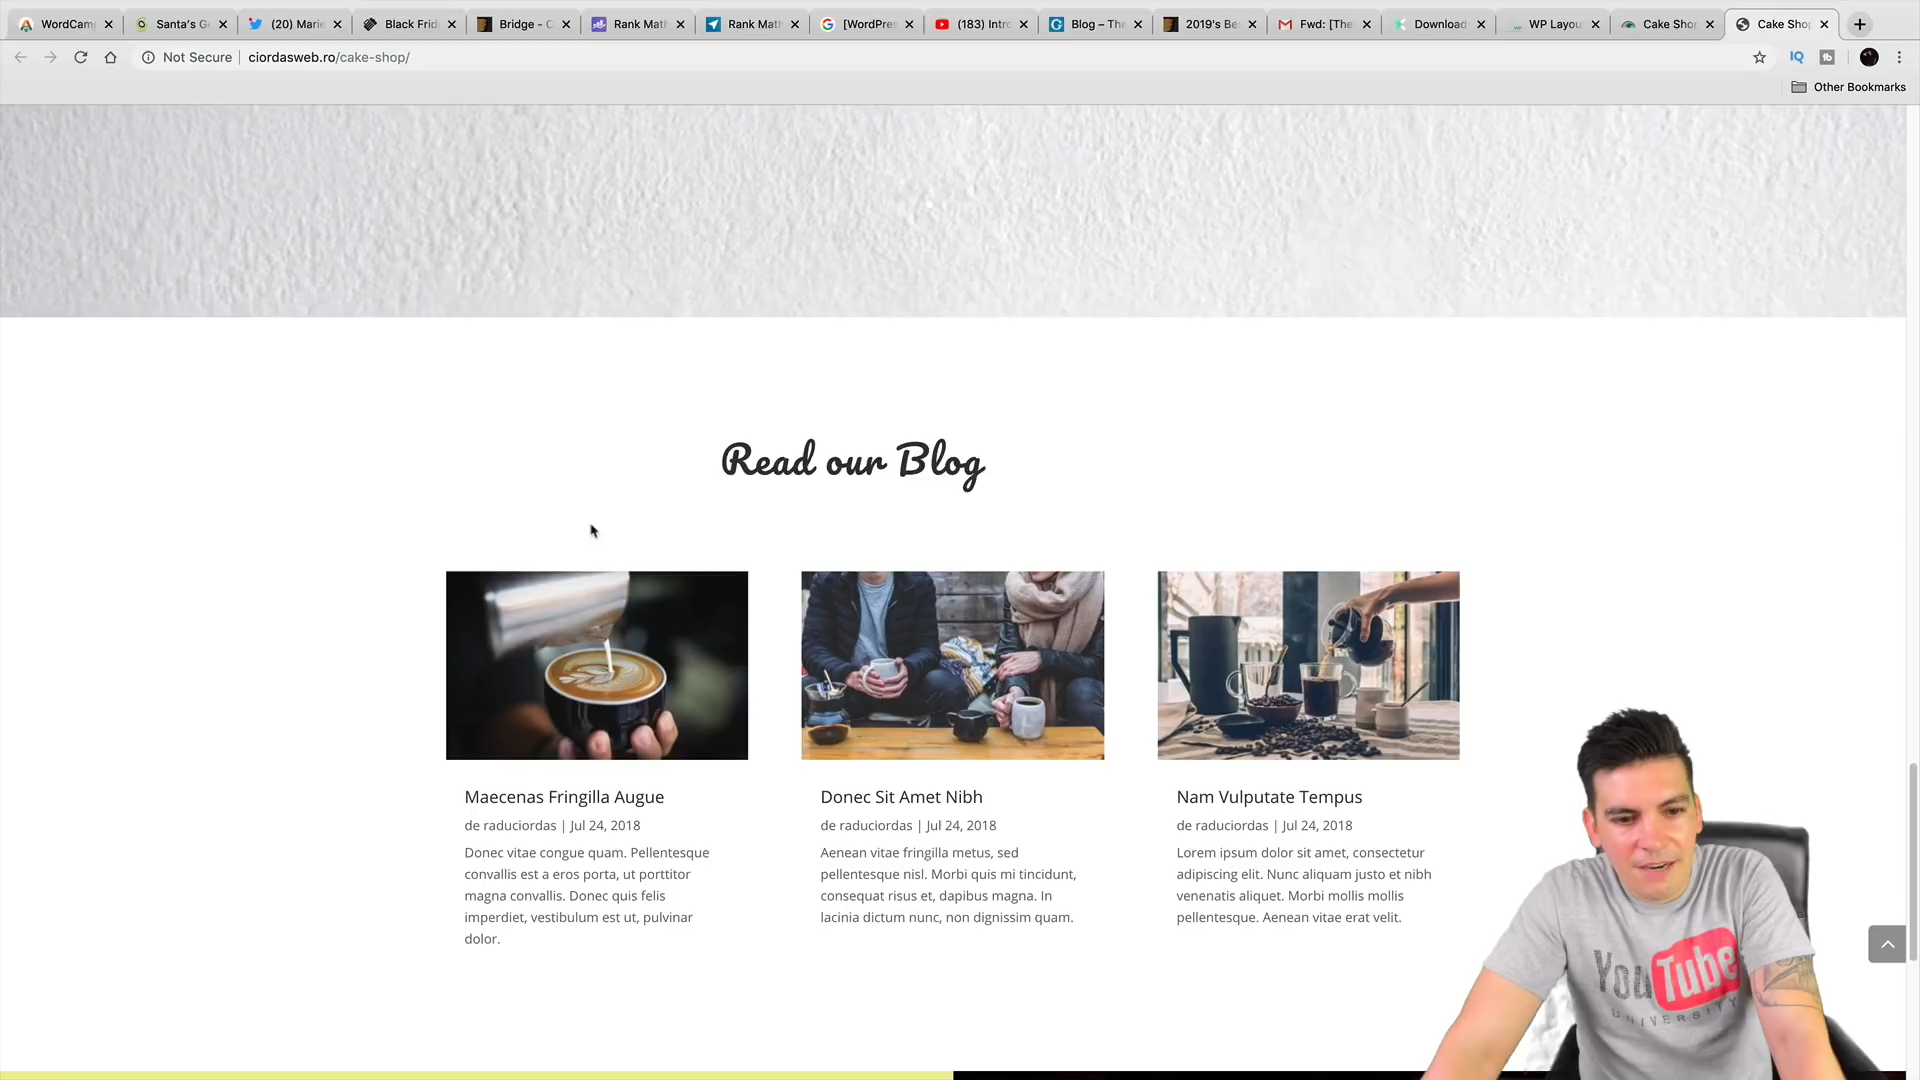 WordCam
Santa's G
(20) Marie
Black Frid
Bridge - C
Rank Mat
Rank Mat
[WordPres
(183) Intr
Blog – The
2019's Be
Fwd: [The
Download
WP Layou
Cake Shop
Cake Shop
Not Secure
ciordasweb.ro/cake-shop/
IQ
Other Bookmarks
Read our Blog
Maecenas Fringilla Augue
de raduciordas | Jul 24, 2018
Donec vitae congue quam. Pellentesque
convallis est a eros porta, ut porttitor
magna convallis. Donec quis felis
imperdiet, vestibulum est ut, pulvinar
dolor.
Donec Sit Amet Nibh
de raduciordas | Jul 24, 2018
Aenean vitae fringilla metus, sed
pellentesque nisl. Morbi quis mi tincidunt,
consequat risus et, dapibus magna. In
lacinia dictum nunc, non dignissim quam.
Nam Vulputate Tempus
de raduciordas | Jul 24, 2018
Lorem ipsum dolor sit amet, consectetur
adipiscing elit. Nunc aliquam justo et nibh
venenatis aliquet. Morbi mollis mollis
pellentesque. Aenean vitae erat velit.
YouTube
UNIVERSITY